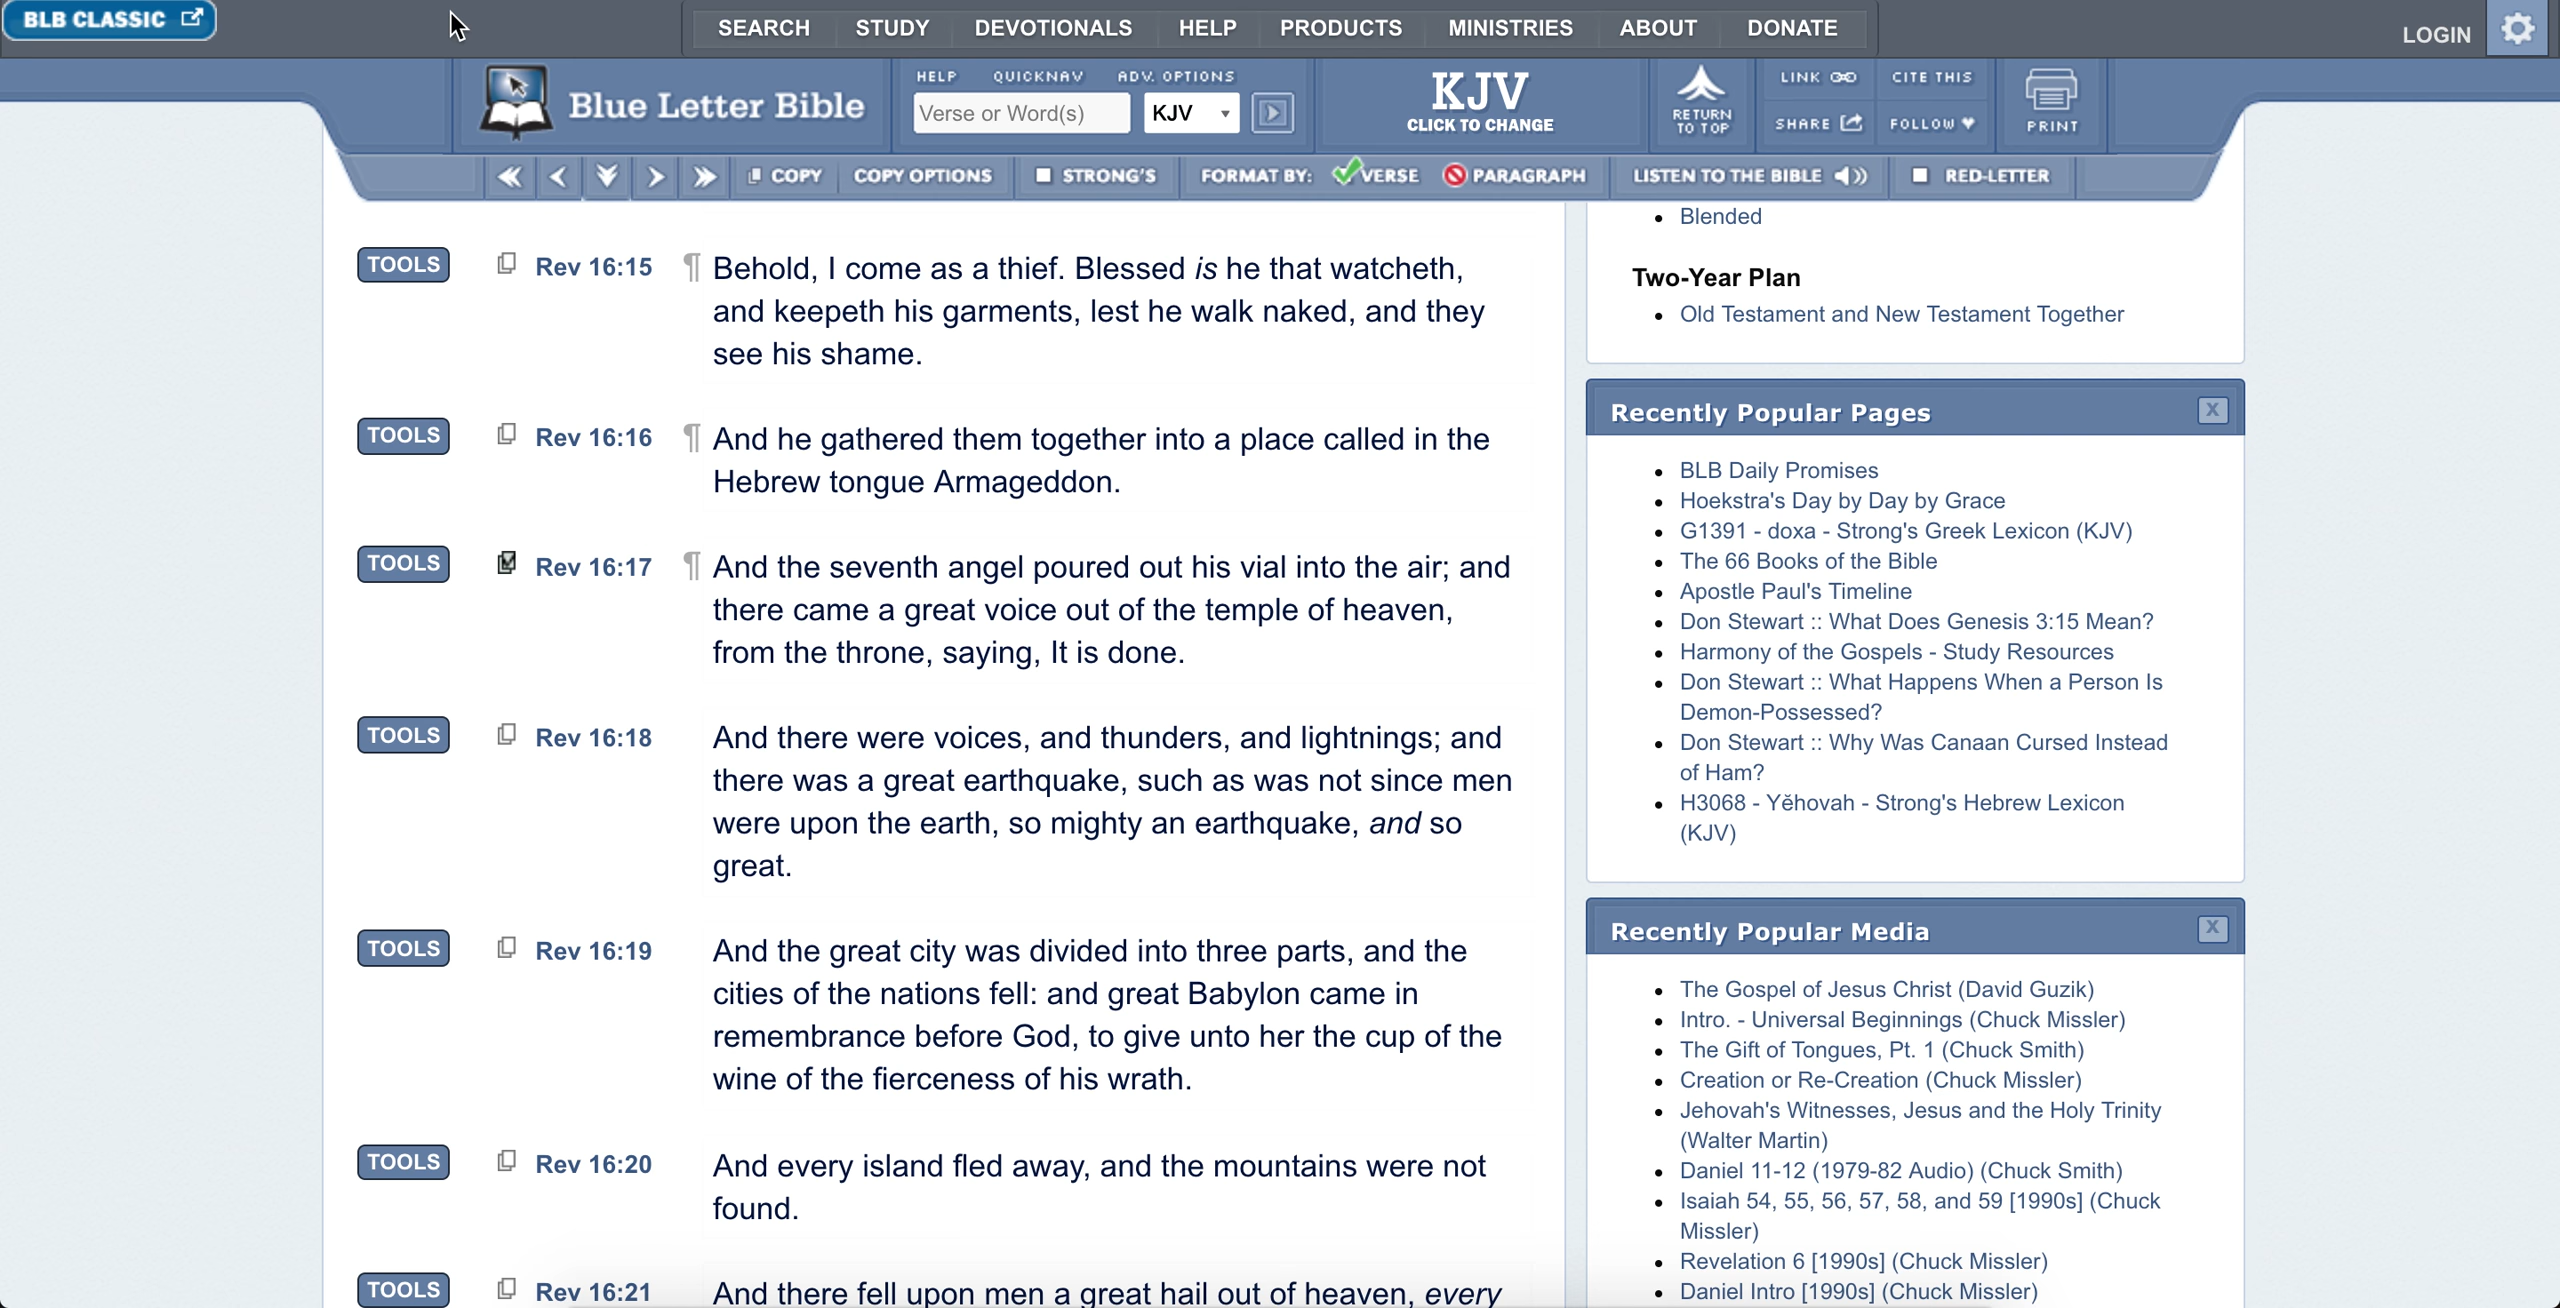 BLB CLASSIC
SEARCH STUDY DEVOTIONALS HELP PRODUCTS MINISTRIES ABOUT DONATE
LOGIN
Blue Letter Bible
HELP QUICKNAV ADV. OPTIONS
Verse or Word(s) KJV
KJV
CLICK TO CHANGE
RETURN
TO TOP
LINK CITE THIS
SHARE FOLLOW
PRINT
COPY COPY OPTIONS STRONG'S FORMAT BY: VERSE PARAGRAPH LISTEN TO THE BIBLE RED-LETTER
TOOLS Rev 16:15 ¶ Behold, I come as a thief. Blessed is he that watcheth,
and keepeth his garments, lest he walk naked, and they
see his shame.
TOOLS Rev 16:16 ¶ And he gathered them together into a place called in the
Hebrew tongue Armageddon.
TOOLS Rev 16:17 ¶ And the seventh angel poured out his vial into the air; and
there came a great voice out of the temple of heaven,
from the throne, saying, It is done.
TOOLS Rev 16:18 And there were voices, and thunders, and lightnings; and
there was a great earthquake, such as was not since men
were upon the earth, so mighty an earthquake, and so
great.
TOOLS Rev 16:19 And the great city was divided into three parts, and the
cities of the nations fell: and great Babylon came in
remembrance before God, to give unto her the cup of the
wine of the fierceness of his wrath.
TOOLS Rev 16:20 And every island fled away, and the mountains were not
found.
TOOLS Rev 16:21 And there fell upon men a great hail out of heaven, every
Blended
Two-Year Plan
Old Testament and New Testament Together
Recently Popular Pages X
BLB Daily Promises
Hoekstra's Day by Day by Grace
G1391 - doxa - Strong's Greek Lexicon (KJV)
The 66 Books of the Bible
Apostle Paul's Timeline
Don Stewart :: What Does Genesis 3:15 Mean?
Harmony of the Gospels - Study Resources
Don Stewart :: What Happens When a Person Is
Demon-Possessed?
Don Stewart :: Why Was Canaan Cursed Instead
of Ham?
H3068 - Yĕhovah - Strong's Hebrew Lexicon
(KJV)
Recently Popular Media X
The Gospel of Jesus Christ (David Guzik)
Intro. - Universal Beginnings (Chuck Missler)
The Gift of Tongues, Pt. 1 (Chuck Smith)
Creation or Re-Creation (Chuck Missler)
Jehovah's Witnesses, Jesus and the Holy Trinity
(Walter Martin)
Daniel 11-12 (1979-82 Audio) (Chuck Smith)
Isaiah 54, 55, 56, 57, 58, and 59 [1990s] (Chuck
Missler)
Revelation 6 [1990s] (Chuck Missler)
Daniel Intro [1990s] (Chuck Missler)